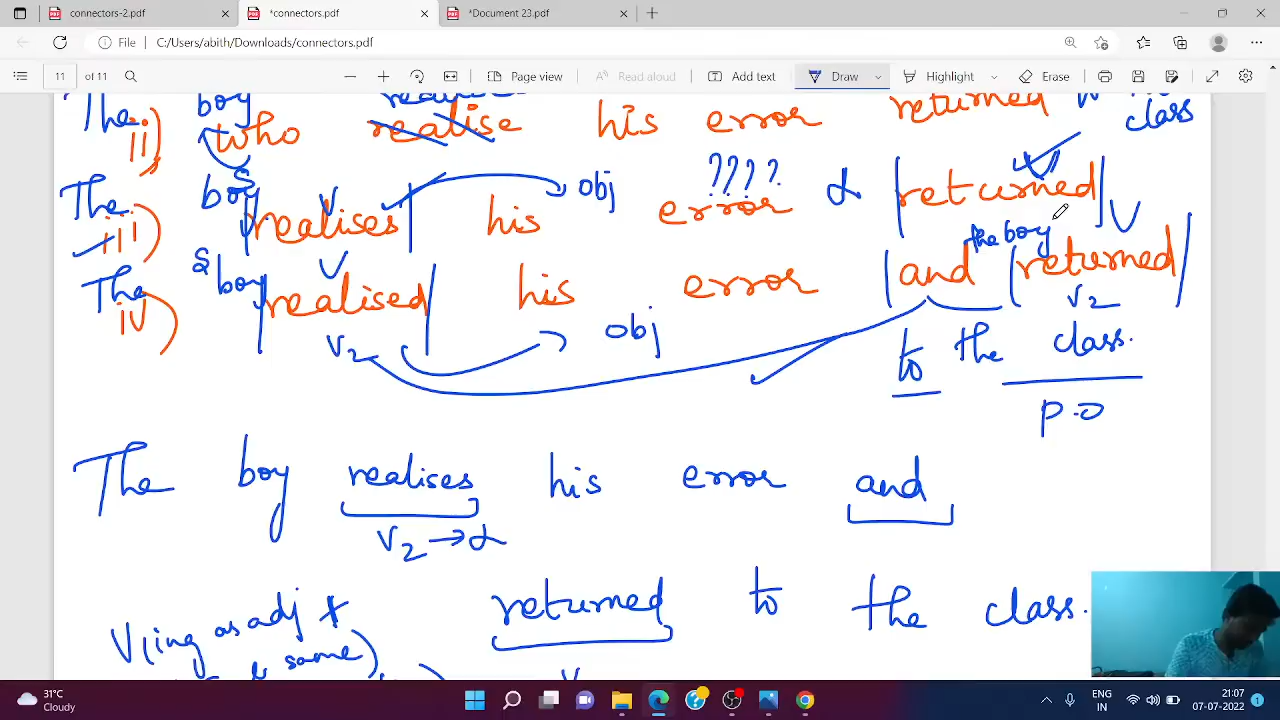 connectors-2.pdf
*connectors.pdf
*Document 23.pdf
File C:/Users/abith/Downloads/connectors.pdf
11 of 11
Page view
Read aloud
Add text
Draw
Highlight
Erase
The boy
ii) who realise his error returned
class
The boy S V obj ???? V
iii) realises his error & returned
The S boy V the boy V
iv) realised his error and returned
V2 obj V2
to the class.
P.O
The boy realises his error and
V2 → &
returned to the class.
V(ing as adj
same)
V
31°C
Cloudy
ENG
IN
21:07
07-07-2022